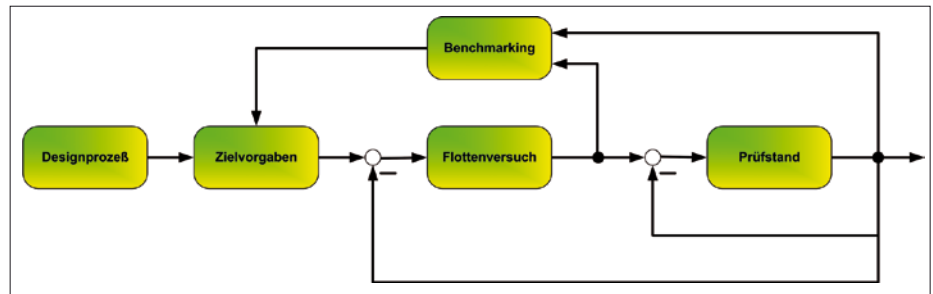 Benchmarking
Designprozeß
Zielvorgaben
Flottenversuch
Prüfstand
−
−